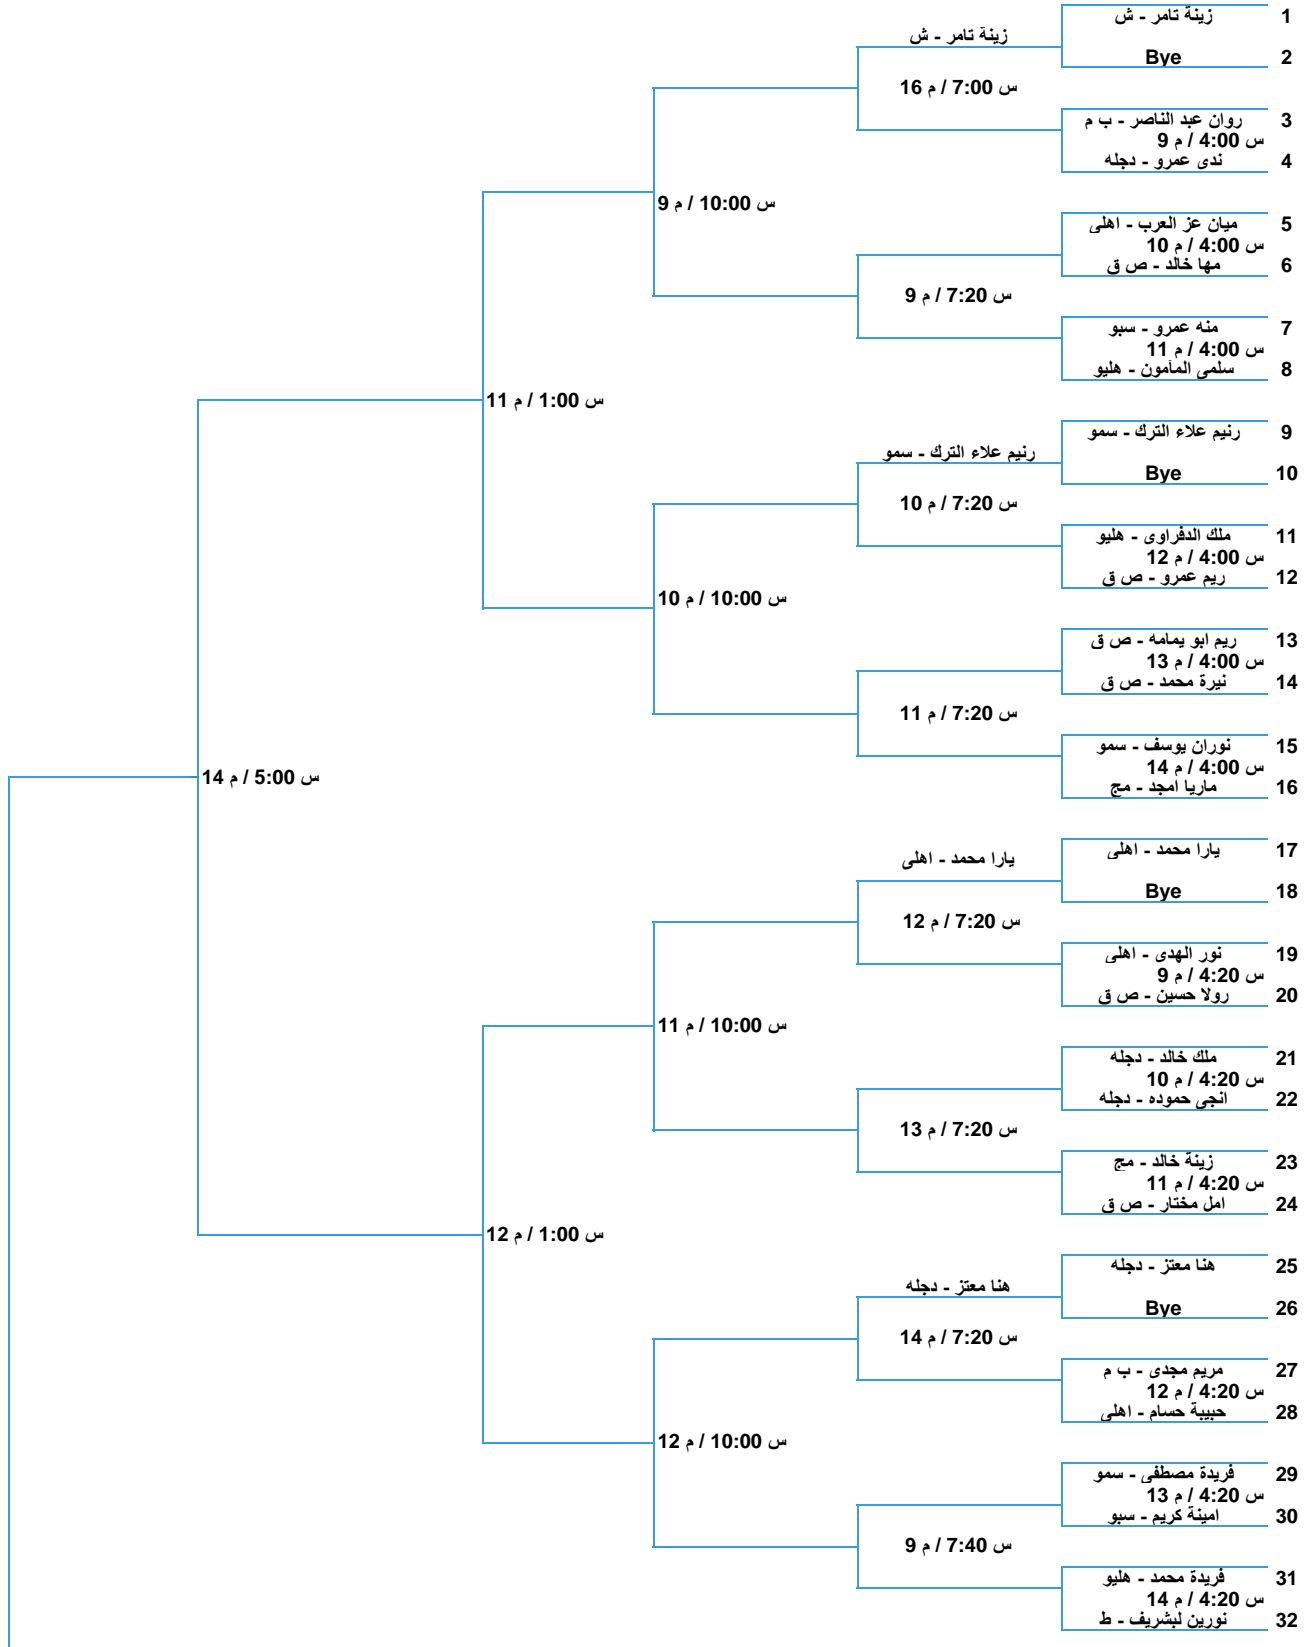 1 زينة تامر - ش
زينة تامر - ش
2 Bye
س 7:00 / م 16
3 روان عبد الناصر - ب م
س 4:00 / م 9
4 ندى عمرو - دجله
س 10:00 / م 9
5 ميان عز العرب - اهلى
س 4:00 / م 10
6 مها خالد - ص ق
س 7:20 / م 9
7 منه عمرو - سبو
س 4:00 / م 11
8 سلمى المأمون - هليو
س 1:00 / م 11
9 رنيم علاء الترك - سمو
رنيم علاء الترك - سمو
10 Bye
س 7:20 / م 10
11 ملك الدفراوى - هليو
س 4:00 / م 12
12 ريم عمرو - ص ق
س 10:00 / م 10
13 ريم ابو يمامه - ص ق
س 4:00 / م 13
14 نيرة محمد - ص ق
س 7:20 / م 11
15 نوران يوسف - سمو
س 4:00 / م 14
16 ماريا امجد - مج
س 5:00 / م 14
17 يارا محمد - اهلى
يارا محمد - اهلى
18 Bye
س 7:20 / م 12
19 نور الهدى - اهلى
س 4:20 / م 9
20 رولا حسين - ص ق
س 10:00 / م 11
21 ملك خالد - دجله
س 4:20 / م 10
22 انجى حموده - دجله
س 7:20 / م 13
23 زينة خالد - مج
س 4:20 / م 11
24 امل مختار - ص ق
س 1:00 / م 12
25 هنا معتز - دجله
هنا معتز - دجله
26 Bye
س 7:20 / م 14
27 مريم مجدى - ب م
س 4:20 / م 12
28 حبيبة حسام - اهلى
س 10:00 / م 12
29 فريدة مصطفى - سمو
س 4:20 / م 13
30 امينة كريم - سبو
س 7:40 / م 9
31 فريدة محمد - هليو
س 4:20 / م 14
32 نورين لبشريف - ط